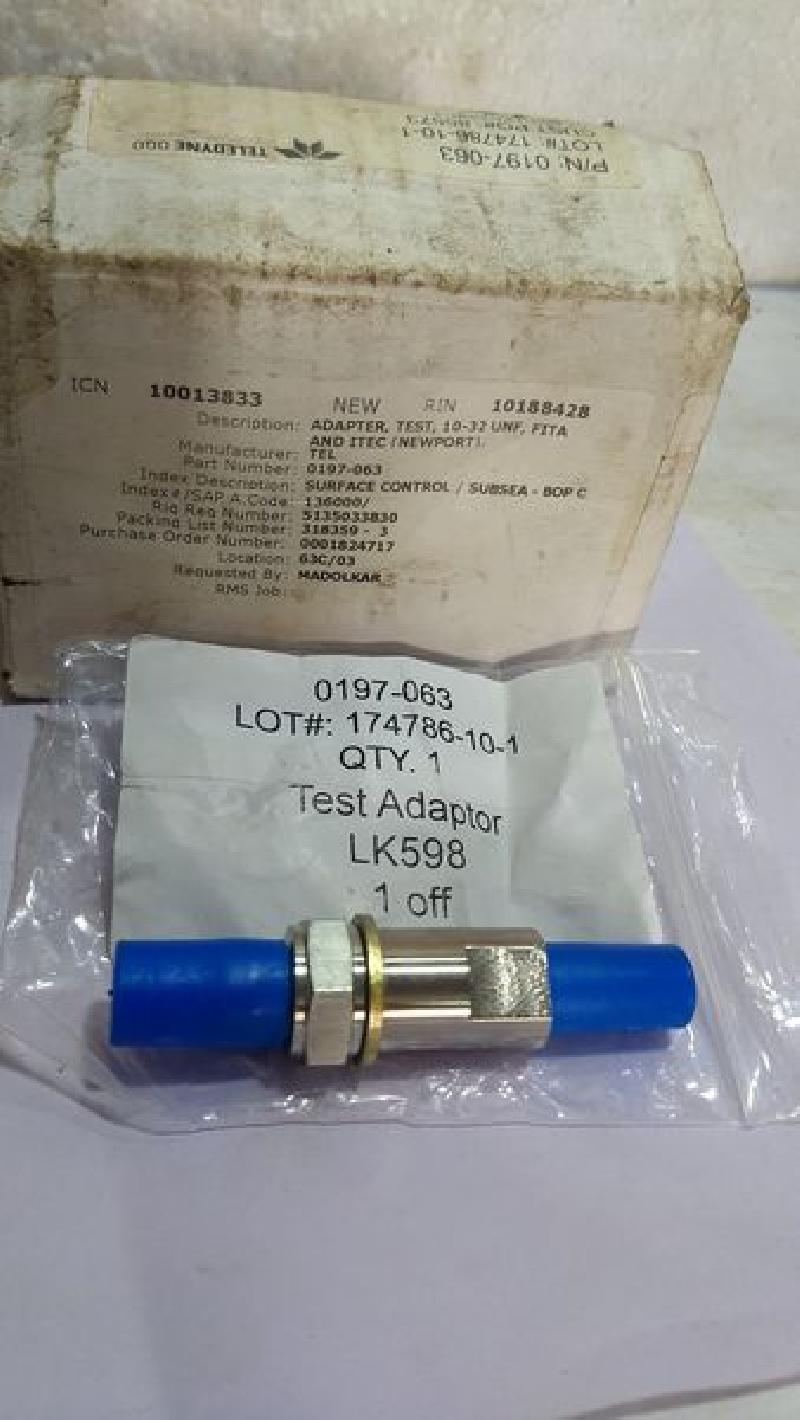 P/N: 0197-063
LOT#: 174786-10-1
TELEDYNE
ICN 10013833 NEW RIN 10188428
Description: ADAPTER, TEST, 10-32 UNF, FITA
AND ITEC (NEWPORT).
Manufacturer: TEL
Part Number: 0197-063
Index Description: SURFACE CONTROL / SUBSEA - BOP C
Index#/SAP A.Code: 136000/
Rig Req Number: 5135033830
Packing List Number: 318359 - 3
Purchase Order Number: 0001824717
Location: 63C/03
Requested By: MADOLKAR
RMS Job:
0197-063
LOT#: 174786-10-1
QTY. 1
Test Adaptor
LK598
1 off